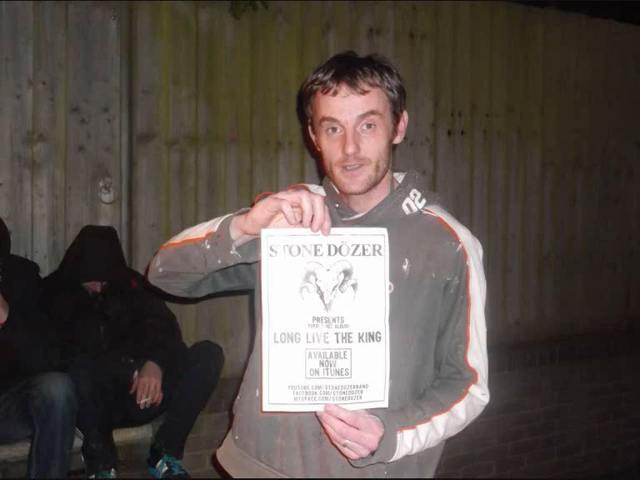 02
STONE DÖZER
PRESENTS
LONG LIVE THE KING
AVAILABLE
NOW
ON ITUNES
YOUTUBE.COM/STONEDOZERBAND
FACEBOOK.COM/STONEDOZER
MYSPACE.COM/STONEDOZER